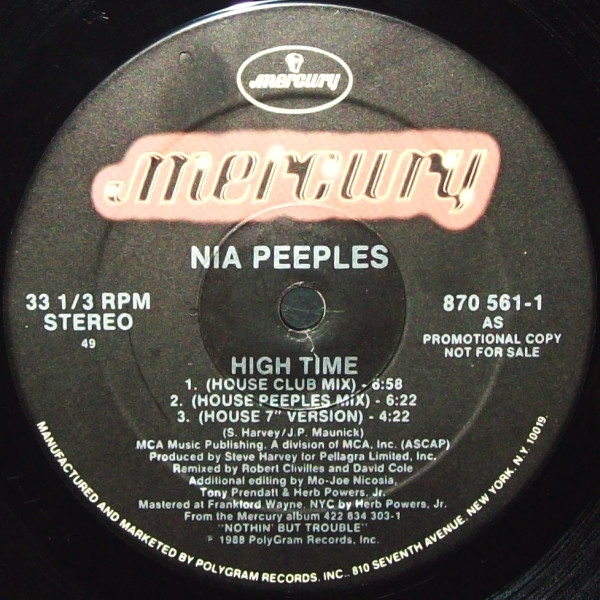 mercury
mercury
NIA PEEPLES
33 1/3 RPM
STEREO
49
870 561-1
AS
PROMOTIONAL COPY
NOT FOR SALE
HIGH TIME
1. (HOUSE CLUB MIX) - 6:58
2. (HOUSE PEEPLES MIX) - 6:22
3. (HOUSE 7" VERSION) - 4:22
(S. Harvey/J.P. Maunick)
MCA Music Publishing, A division of MCA, Inc. (ASCAP)
Produced by Steve Harvey for Pellagra Limited, Inc.
Remixed by Robert Clivilles and David Cole
Additional editing by Mo-Joe Nicosia,
Tony Prendatt & Herb Powers, Jr.
Mastered at Frankford Wayne, NYC by Herb Powers, Jr.
From the Mercury album 422 834 303-1
"NOTHIN' BUT TROUBLE"
℗ 1988 PolyGram Records, Inc.
MANUFACTURED AND MARKETED BY POLYGRAM RECORDS, INC., 810 SEVENTH AVENUE, NEW YORK, N.Y. 10019.